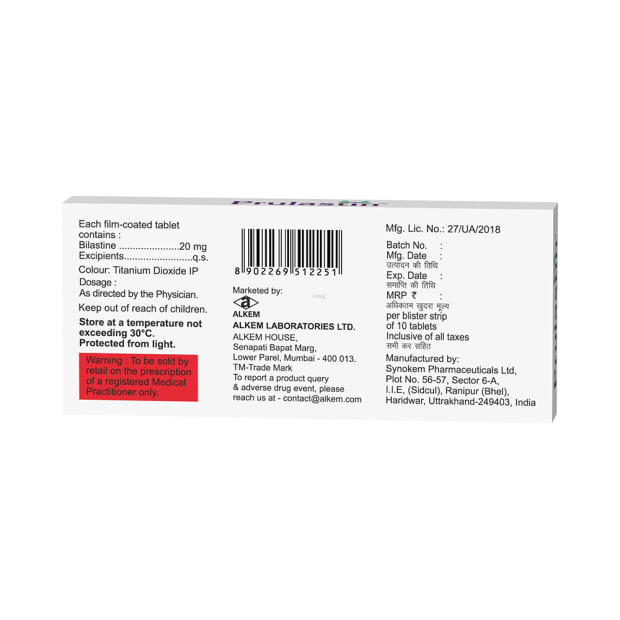 Each film-coated tablet
contains :
Bilastine ......................20 mg
Excipients.........................q.s.
Colour: Titanium Dioxide IP
Dosage :
As directed by the Physician.
Keep out of reach of children.
Store at a temperature not
exceeding 30°C.
Protected from light.
Warning : To be sold by
retail on the prescription
of a registered Medical
Practitioner only.
8 902269 512251
Marketed by:
a
ALKEM
ALKEM LABORATORIES LTD.
ALKEM HOUSE,
Senapati Bapat Marg,
Lower Parel, Mumbai - 400 013.
TM-Trade Mark
To report a product query
& adverse drug event, please
reach us at - contact@alkem.com
Mfg. Lic. No.: 27/UA/2018
Batch No. :
Mfg. Date :
उत्पादन की तिथि
Exp. Date :
समाप्ति की तिथि
MRP ₹ :
अधिकतम खुदरा मूल्य
per blister strip
of 10 tablets
Inclusive of all taxes
सभी कर सहित
Manufactured by:
Synokem Pharmaceuticals Ltd,
Plot No. 56-57, Sector 6-A,
I.I.E, (Sidcul), Ranipur (Bhel),
Haridwar, Uttrakhand-249403, India